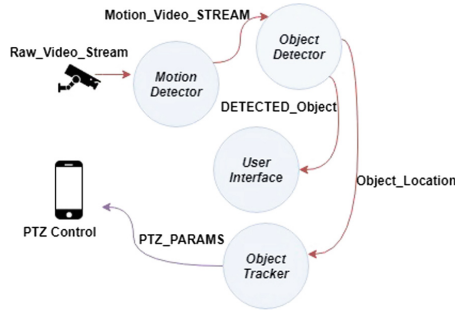 Motion_Video_STREAM
Raw_Video_Stream
Object
Detector
Motion
Detector
DETECTED_Object
User
Interface
Object_Location
PTZ Control
PTZ_PARAMS
Object
Tracker